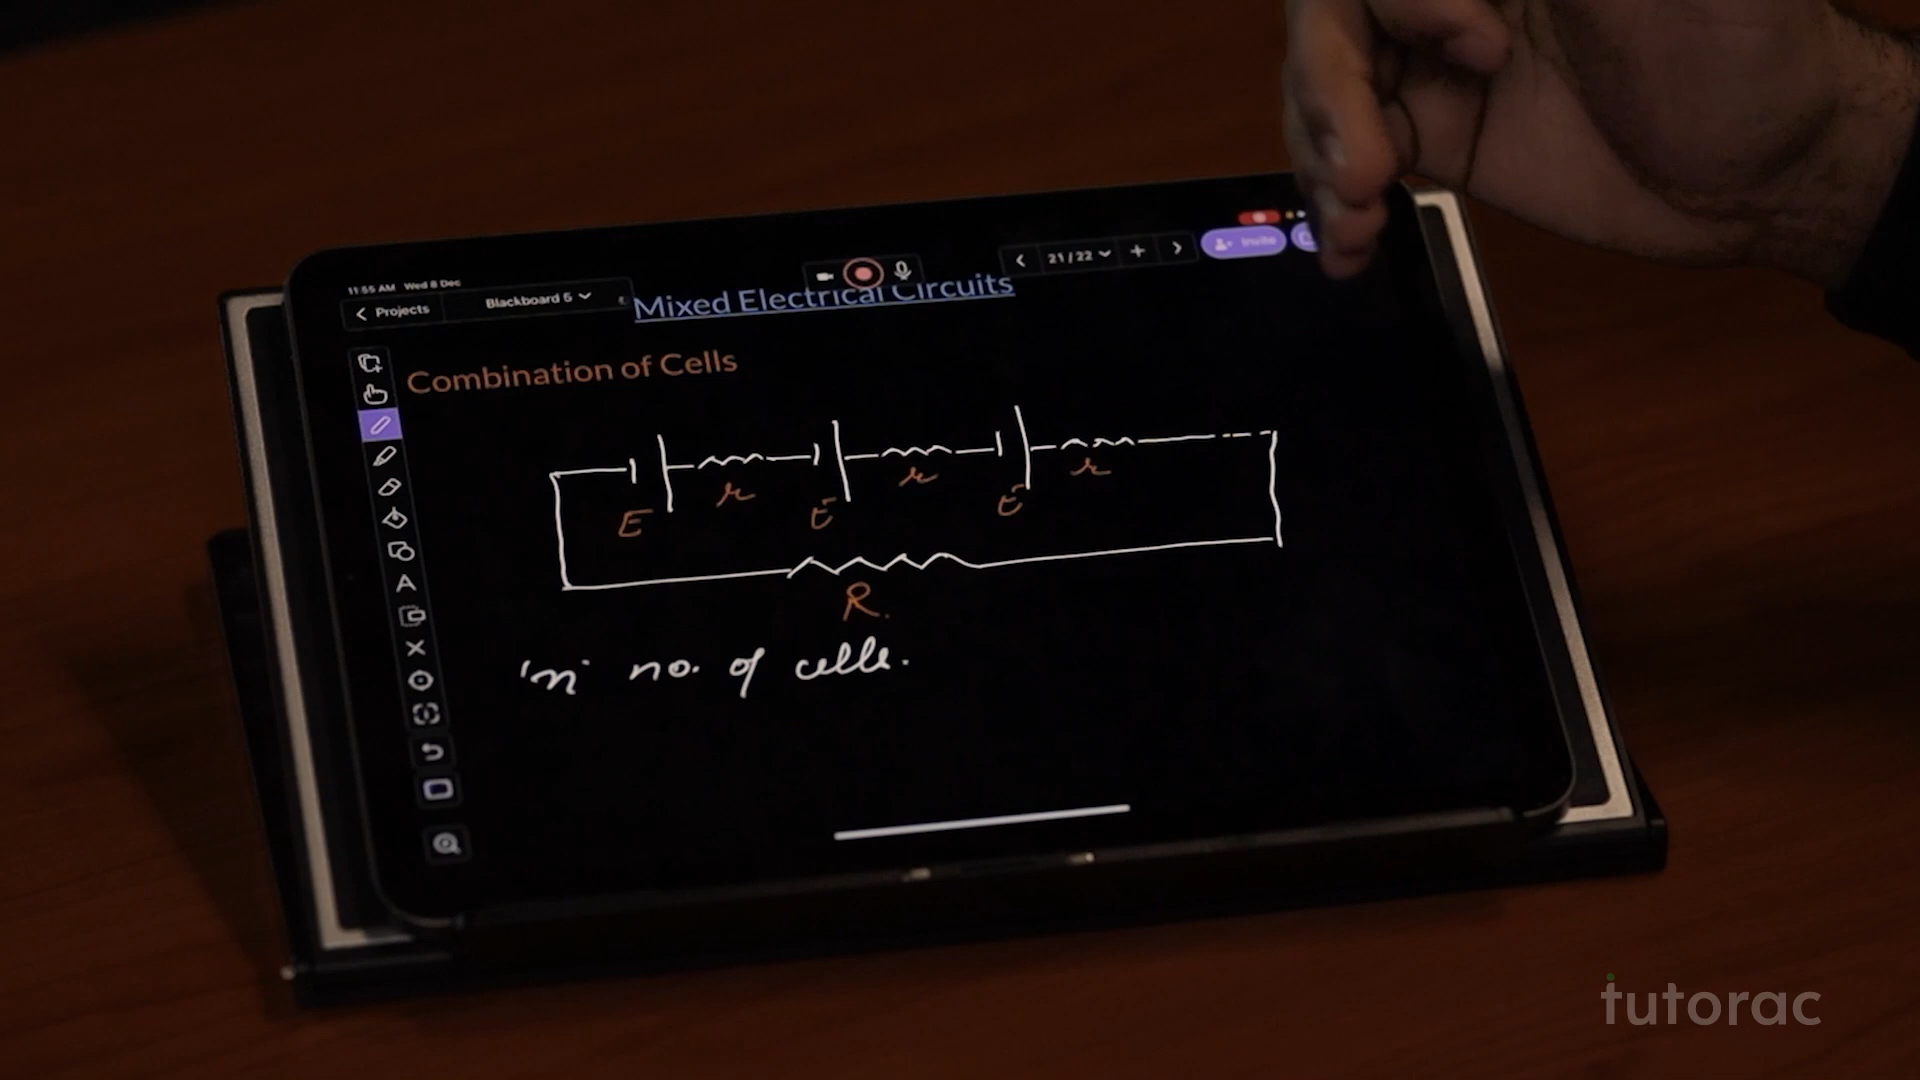 11:55 AM Wed 8 Dec
Projects
Blackboard 5
21/22
Invite
Mixed Electrical Circuits
Combination of Cells
r r r
E E E
R.
'n' no. of cells.
tutorac